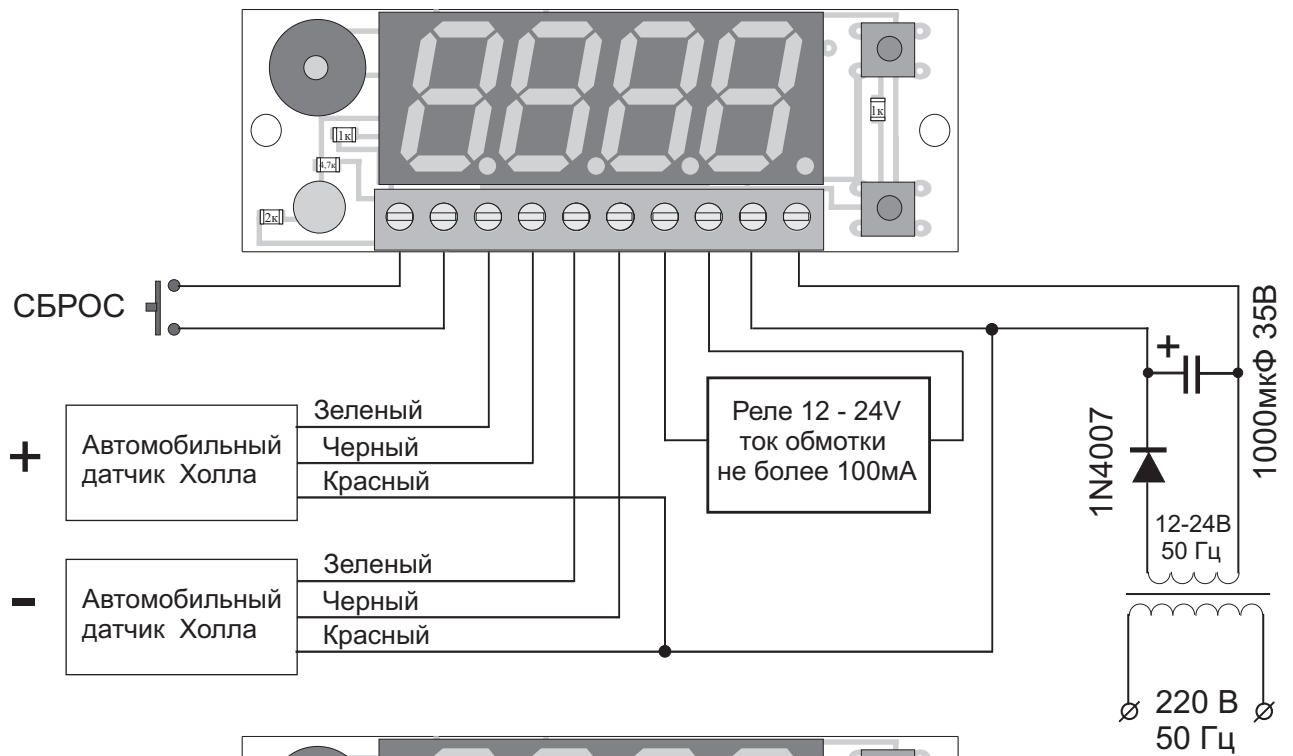 1к
1к
4,7к
2к
СБРОС
+
1000мкФ 35В
Зеленый
Черный
Красный
+
Автомобильный
датчик Холла
Реле 12 - 24V
ток обмотки
не более 100мА
1N4007
12-24В
50 Гц
Зеленый
Черный
Красный
-
Автомобильный
датчик Холла
220 В
50 Гц